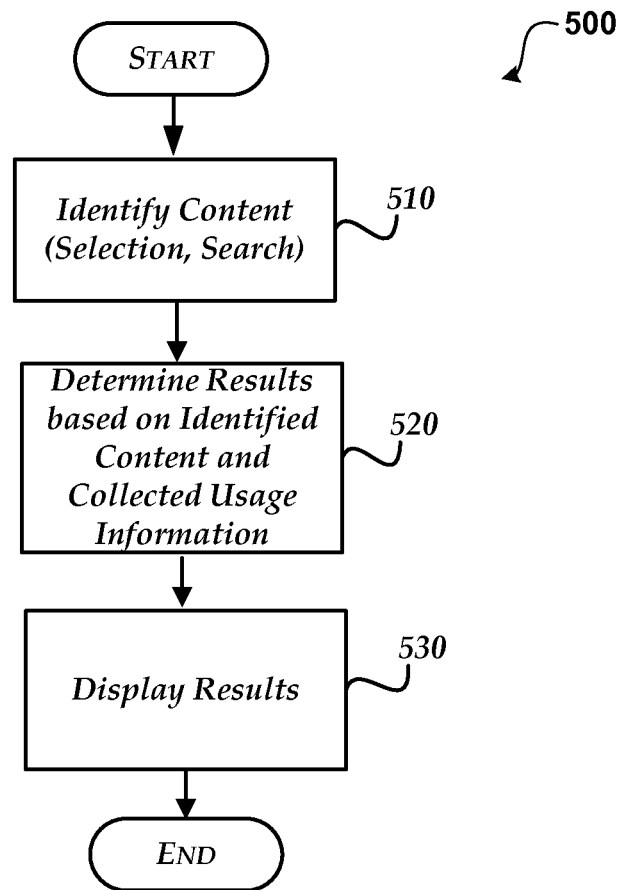 500
START
Identify Content
(Selection, Search)
510
Determine Results
based on Identified
Content and
Collected Usage
Information
520
Display Results
530
END